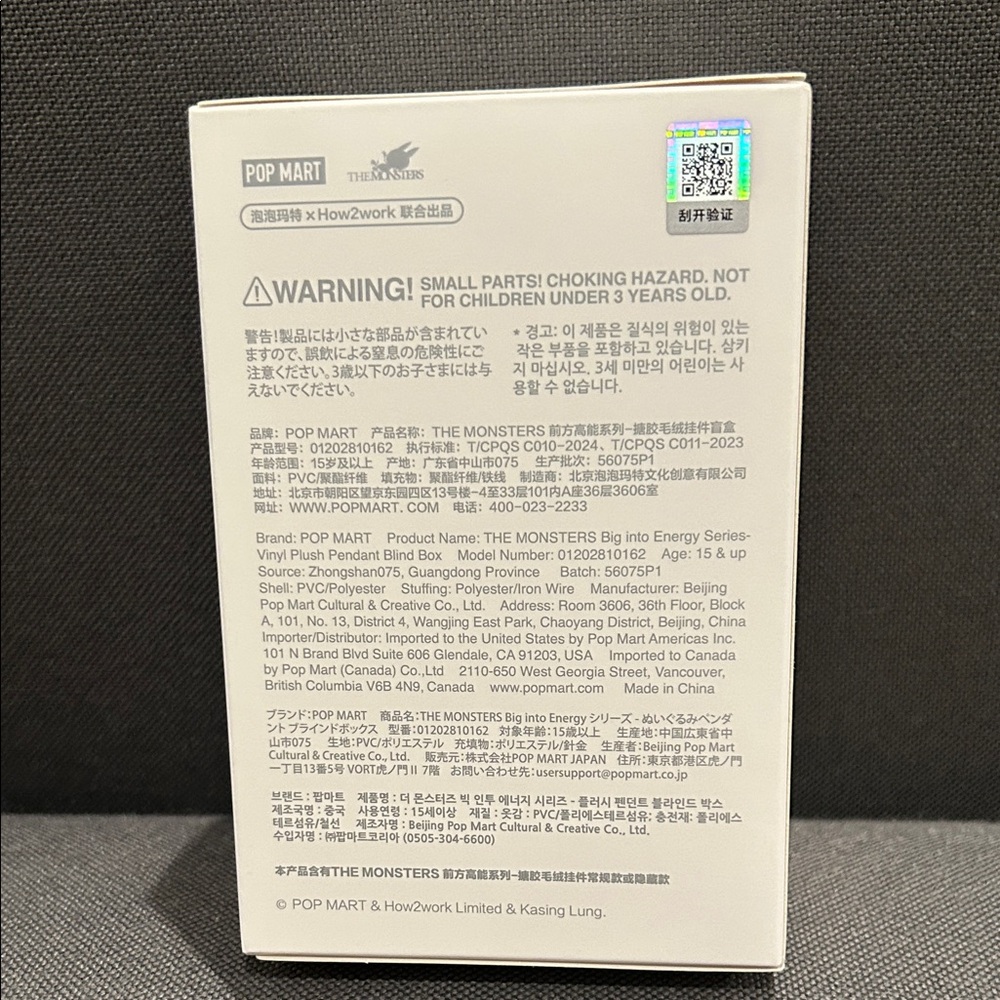 POP MART THE MONSTERS
泡泡玛特×How2work 联合出品
刮开验证
WARNING! SMALL PARTS! CHOKING HAZARD. NOT
FOR CHILDREN UNDER 3 YEARS OLD.
警告!製品には小さな部品が含まれてい
ますので、誤飲による窒息の危険性にご
注意ください。3歳以下のお子さまには与
えないでください。
* 경고: 이 제품은 질식의 위험이 있는
작은 부품을 포함하고 있습니다. 삼키
지 마십시오. 3세 미만의 어린이는 사
용할 수 없습니다.
品牌: POP MART 产品名称: THE MONSTERS 前方高能系列-搪胶毛绒挂件盲盒
产品型号: 01202810162 执行标准: T/CPQS C010-2024、T/CPQS C011-2023
年龄范围: 15岁及以上 产地: 广东省中山市075 生产批次: 56075P1
面料: PVC/聚酯纤维 填充物: 聚酯纤维/铁线 制造商: 北京泡泡玛特文化创意有限公司
地址: 北京市朝阳区望京东园四区13号楼-4至33层101内A座36层3606室
网址: WWW.POPMART.COM 电话: 400-023-2233
Brand: POP MART Product Name: THE MONSTERS Big into Energy Series-
Vinyl Plush Pendant Blind Box Model Number: 01202810162 Age: 15 & up
Source: Zhongshan075, Guangdong Province Batch: 56075P1
Shell: PVC/Polyester Stuffing: Polyester/Iron Wire Manufacturer: Beijing
Pop Mart Cultural & Creative Co., Ltd. Address: Room 3606, 36th Floor, Block
A, 101, No. 13, District 4, Wangjing East Park, Chaoyang District, Beijing, China
Importer/Distributor: Imported to the United States by Pop Mart Americas Inc.
101 N Brand Blvd Suite 606 Glendale, CA 91203, USA Imported to Canada
by Pop Mart (Canada) Co.,Ltd 2110-650 West Georgia Street, Vancouver,
British Columbia V6B 4N9, Canada www.popmart.com Made in China
ブランド:POP MART 商品名:THE MONSTERS Big into Energy シリーズ - ぬいぐるみペンダ
ント ブラインドボックス 型番:01202810162 対象年齢:15歳以上 生産地:中国広東省中
山市075 生地:PVC/ポリエステル 充填物:ポリエステル/針金 生産者:Beijing Pop Mart
Cultural & Creative Co., Ltd. 販売元:株式会社POP MART JAPAN 住所:東京都港区虎ノ門
一丁目13番5号 VORT虎ノ門Ⅱ 7階 お問い合わせ先:usersupport@popmart.co.jp
브랜드 : 팝마트 제품명 : 더 몬스터즈 빅 인투 에너지 시리즈 - 플러시 펜던트 블라인드 박스
제조국명 : 중국 사용연령 : 15세이상 재질 : 옷감 : PVC/폴리에스테르섬유; 충전재: 폴리에스
테르섬유/철선 제조자명 : Beijing Pop Mart Cultural & Creative Co., Ltd.
수입자명 : ㈜팝마트코리아 (0505-304-6600)
本产品含有THE MONSTERS 前方高能系列-搪胶毛绒挂件常规款或隐藏款
© POP MART & How2work Limited & Kasing Lung.